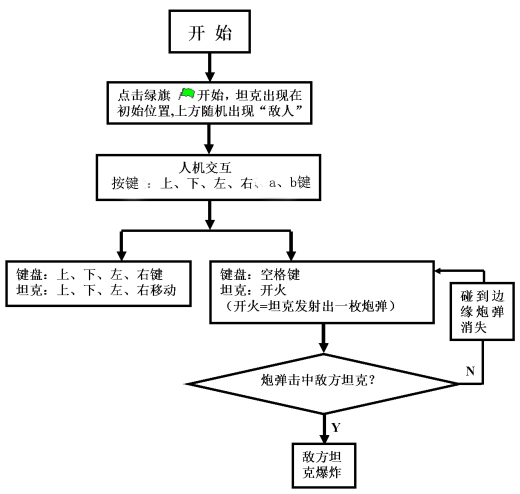 开 始
点击绿旗 开始，坦克出现在
初始位置,上方随机出现“敌人”
人机交互
按键 ：上、下、左、右、a、b键
键盘：上、下、左、右键
坦克：上、下、左、右移动
键盘：空格键
坦克：开火
（开火=坦克发射出一枚炮弹）
碰到边
缘炮弹
消失
炮弹击中敌方坦克？
N
Y
敌方坦
克爆炸